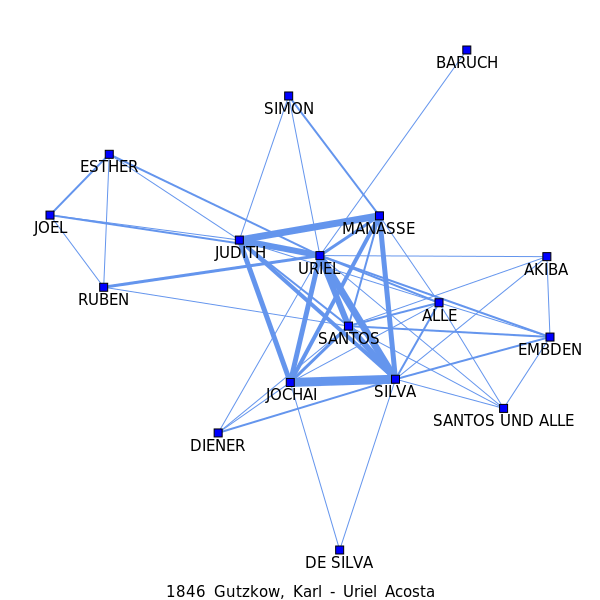 BARUCH
SIMON
ESTHER
JOEL
MANASSE
JUDITH
URIEL
AKIBA
RUBEN
ALLE
SANTOS
EMBDEN
JOCHAI
SILVA
SANTOS UND ALLE
DIENER
DE SILVA
1846 Gutzkow, Karl - Uriel Acosta